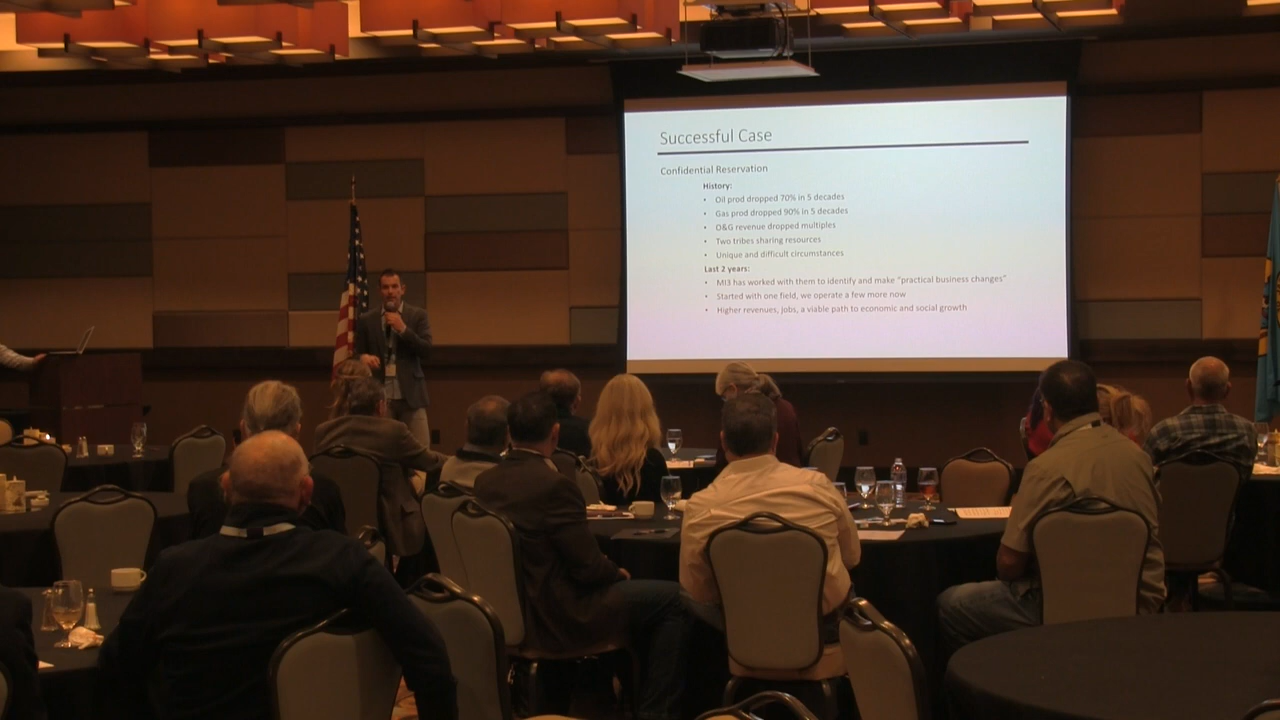 Successful Case
Confidential Reservation
History:
• Oil prod dropped 70% in 5 decades
• Gas prod dropped 90% in 5 decades
• O&G revenue dropped multiples
• Two tribes sharing resources
• Unique and difficult circumstances
Last 2 years:
• MI3 has worked with them to identify and make "practical business changes"
• Started with one field, we operate a few more now
• Higher revenues, jobs, a viable path to economic and social growth